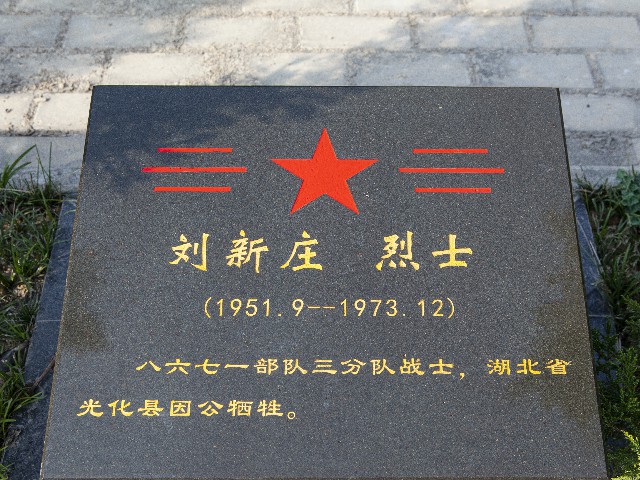 刘新庄 烈士
(1951.9--1973.12)
八六七一部队三分队战士，湖北省
光化县因公牺牲。